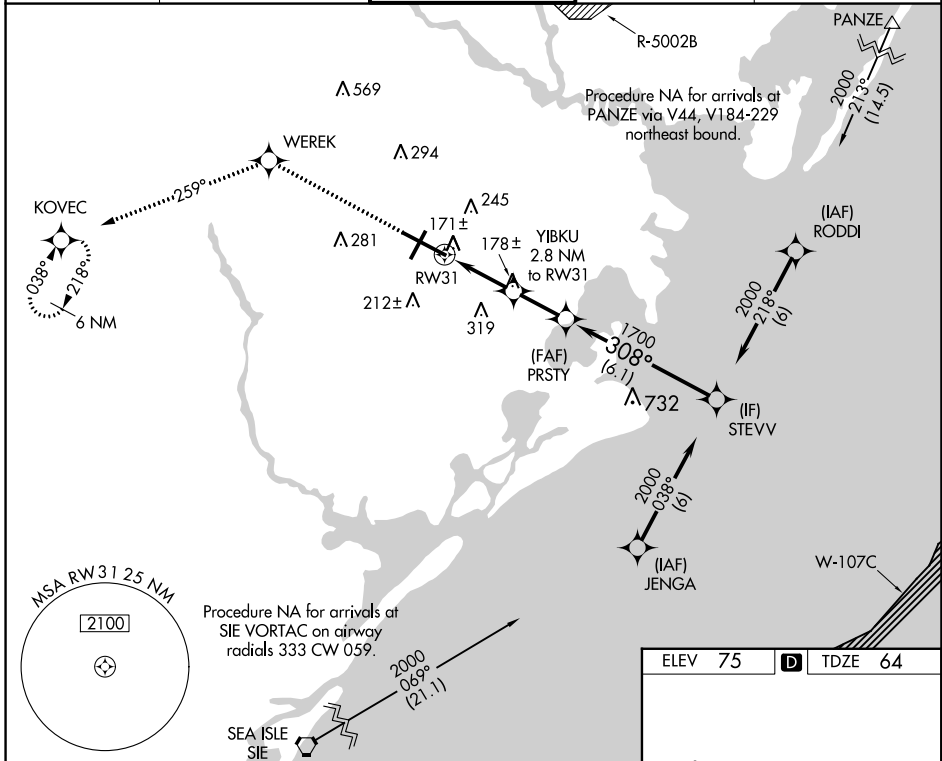 PANZE
R-5002B
2000
213°
(14.5)
569
Procedure NA for arrivals at
PANZE via V44, V184-229
northeast bound.
WEREK
294
259°
KOVEC
245
171±
(IAF)
RODDI
281
178±
YIBKU
2.8 NM
to RW31
RW31
038°
218°
6 NM
212±
319
2000
218°
(6)
1700
308°
(6.1)
(FAF)
PRSTY
732
(IF)
STEVV
2000
038°
(6)
(IAF)
JENGA
W-107C
MSA RW31 25 NM
2100
Procedure NA for arrivals at
SIE VORTAC on airway
radials 333 CW 059.
2000
069°
(21.1)
SEA ISLE
SIE
ELEV 75 D TDZE 64